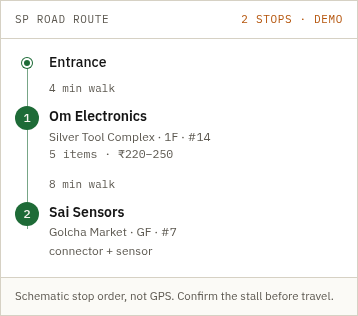 SP ROAD ROUTE
2 STOPS · DEMO
Entrance
4 min walk
1
Om Electronics
Silver Tool Complex · 1F · #14
5 items · ₹220–250
8 min walk
2
Sai Sensors
Golcha Market · GF · #7
connector + sensor
Schematic stop order, not GPS. Confirm the stall before travel.